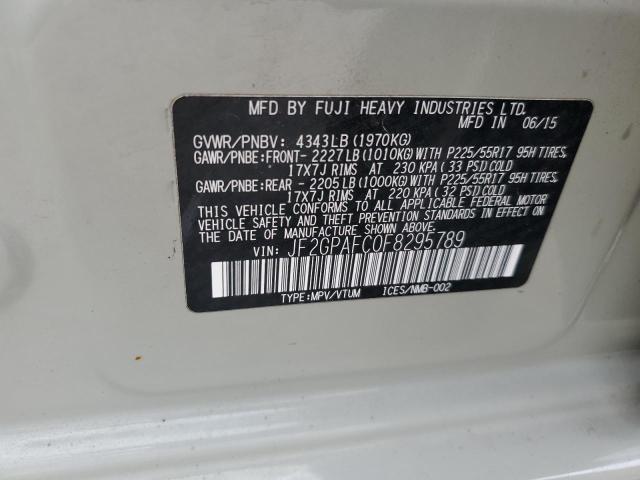 MFD BY FUJI HEAVY INDUSTRIES LTD.
MFD IN 06/15
GVWR/PNBV: 4343LB(1970KG)
GAWR/PNBE:FRONT- 2227LB(1010KG) WITH P225/55R17 95H TIRES,
17X7J RIMS AT 230 KPA (33 PSI)COLD
GAWR/PNBE:REAR - 2205LB(1000KG) WITH P225/55R17 95H TIRES,
17X7J RIMS AT 220 KPA (32 PSI)COLD
THIS VEHICLE CONFORMS TO ALL APPLICABLE FEDERAL MOTOR
VEHICLE SAFETY AND THEFT PREVENTION STANDARDS IN EFFECT ON
THE DATE OF MANUFACTURE SHOWN ABOVE.
VIN: JF2GPAFC0F8295789
TYPE:MPV/VTUM ICES/NMB-002